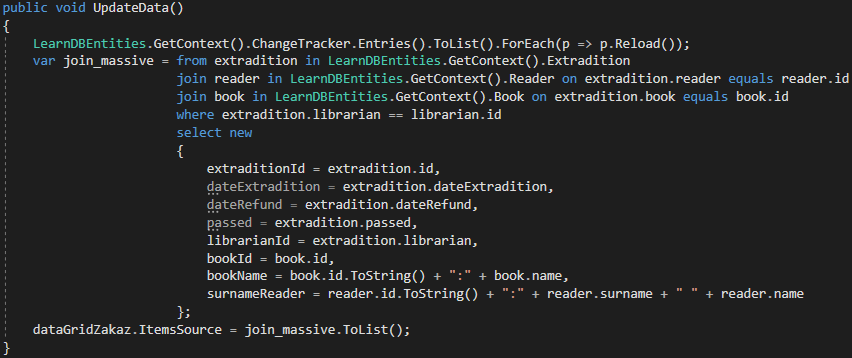 public void UpdateData()
{
LearnDBEntities.GetContext().ChangeTracker.Entries().ToList().ForEach(p => p.Reload());
var join_massive = from extradition in LearnDBEntities.GetContext().Extradition
join reader in LearnDBEntities.GetContext().Reader on extradition.reader equals reader.id
join book in LearnDBEntities.GetContext().Book on extradition.book equals book.id
where extradition.librarian == librarian.id
select new
{
extraditionId = extradition.id,
dateExtradition = extradition.dateExtradition,
dateRefund = extradition.dateRefund,
passed = extradition.passed,
librarianId = extradition.librarian,
bookId = book.id,
bookName = book.id.ToString() + ":" + book.name,
surnameReader = reader.id.ToString() + ":" + reader.surname + " " + reader.name
};
dataGridZakaz.ItemsSource = join_massive.ToList();
}